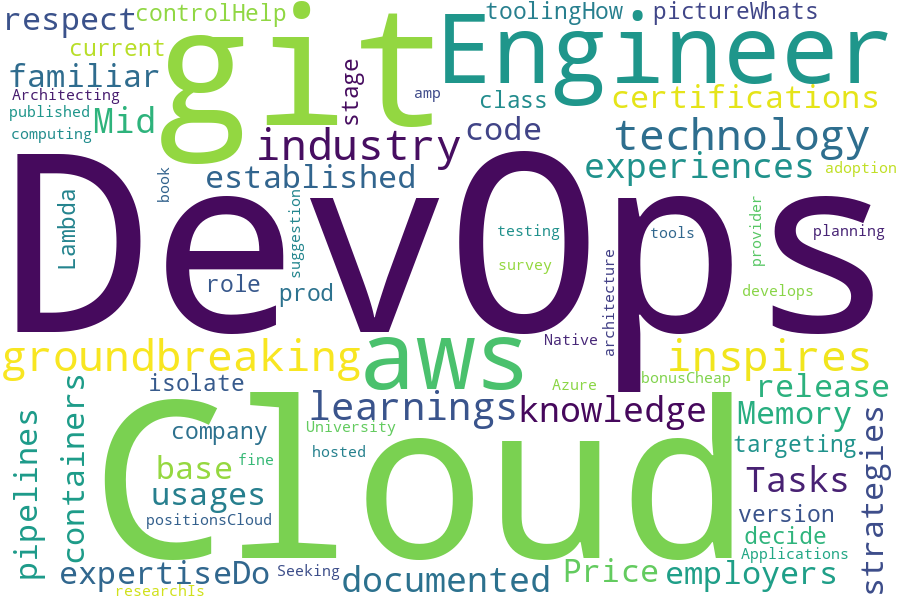 respect
controlHelp
git
toolingHow
pictureWhats
Engineer
current
familiar
Architecting
published
computing
Mid
stage
amp
class
certifications
code
technology
industry
experiences
adoption
established
book
DevOps
Lambda
suggestion
testing
survey
tools
provider
planning
role
prod
develops
architecture
Native
groundbreaking
aws
inspires
isolate
Azure
bonusCheap
release
learnings
knowledge
Memory
Cloud
company
University
hosted
targeting
base
fine
usages
Tasks
positionsCloud
version
decide
Applications
pipelines
containers
strategies
expertiseDo
Seeking
documented
Price
employers
researchIs